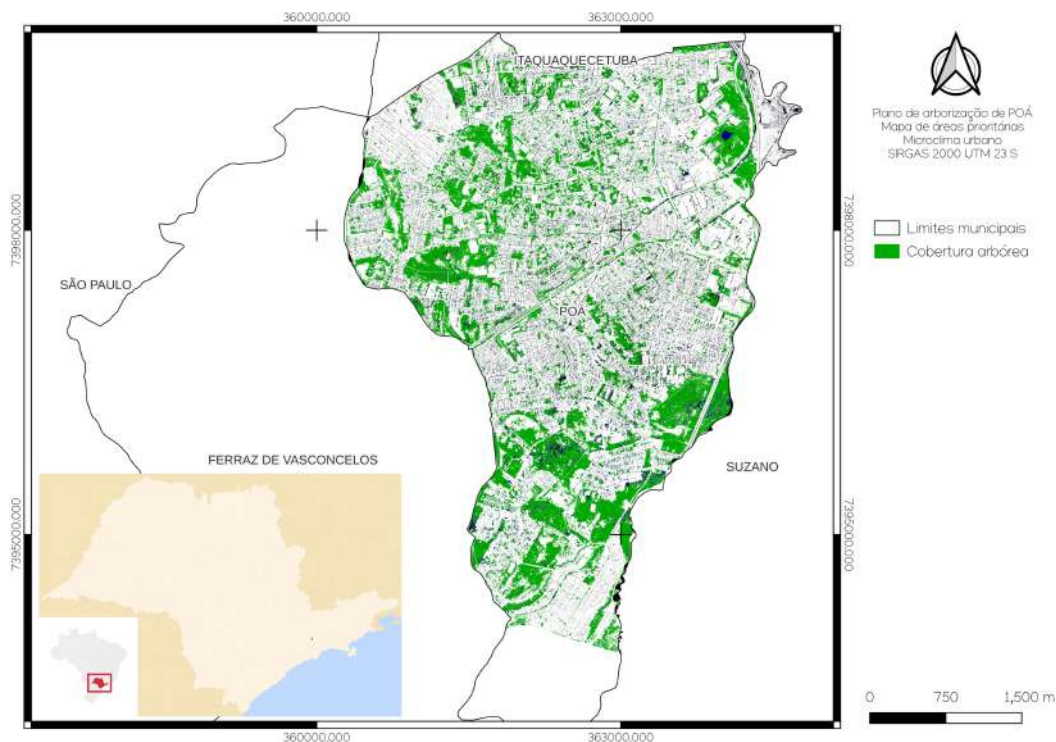 360000.000
363000.000
ITAQUAQUECETUBA
Plano de arborização de POÁ
Mapa de áreas prioritárias
Microclima urbano
SIRGAS 2000 UTM 23 S
7398000.000
7398000.000
Limites municipais
Cobertura arbórea
SÃO PAULO
POÁ
FERRAZ DE VASCONCELOS
SUZANO
7395000.000
7395000.000
0
750
1,500 m
360000.000
363000.000